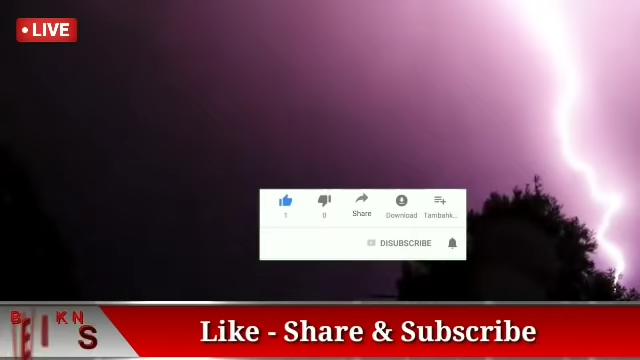 LIVE
1 0 Share Download Tambahk...
DISUBSCRIBE
Like - Share & Subscribe